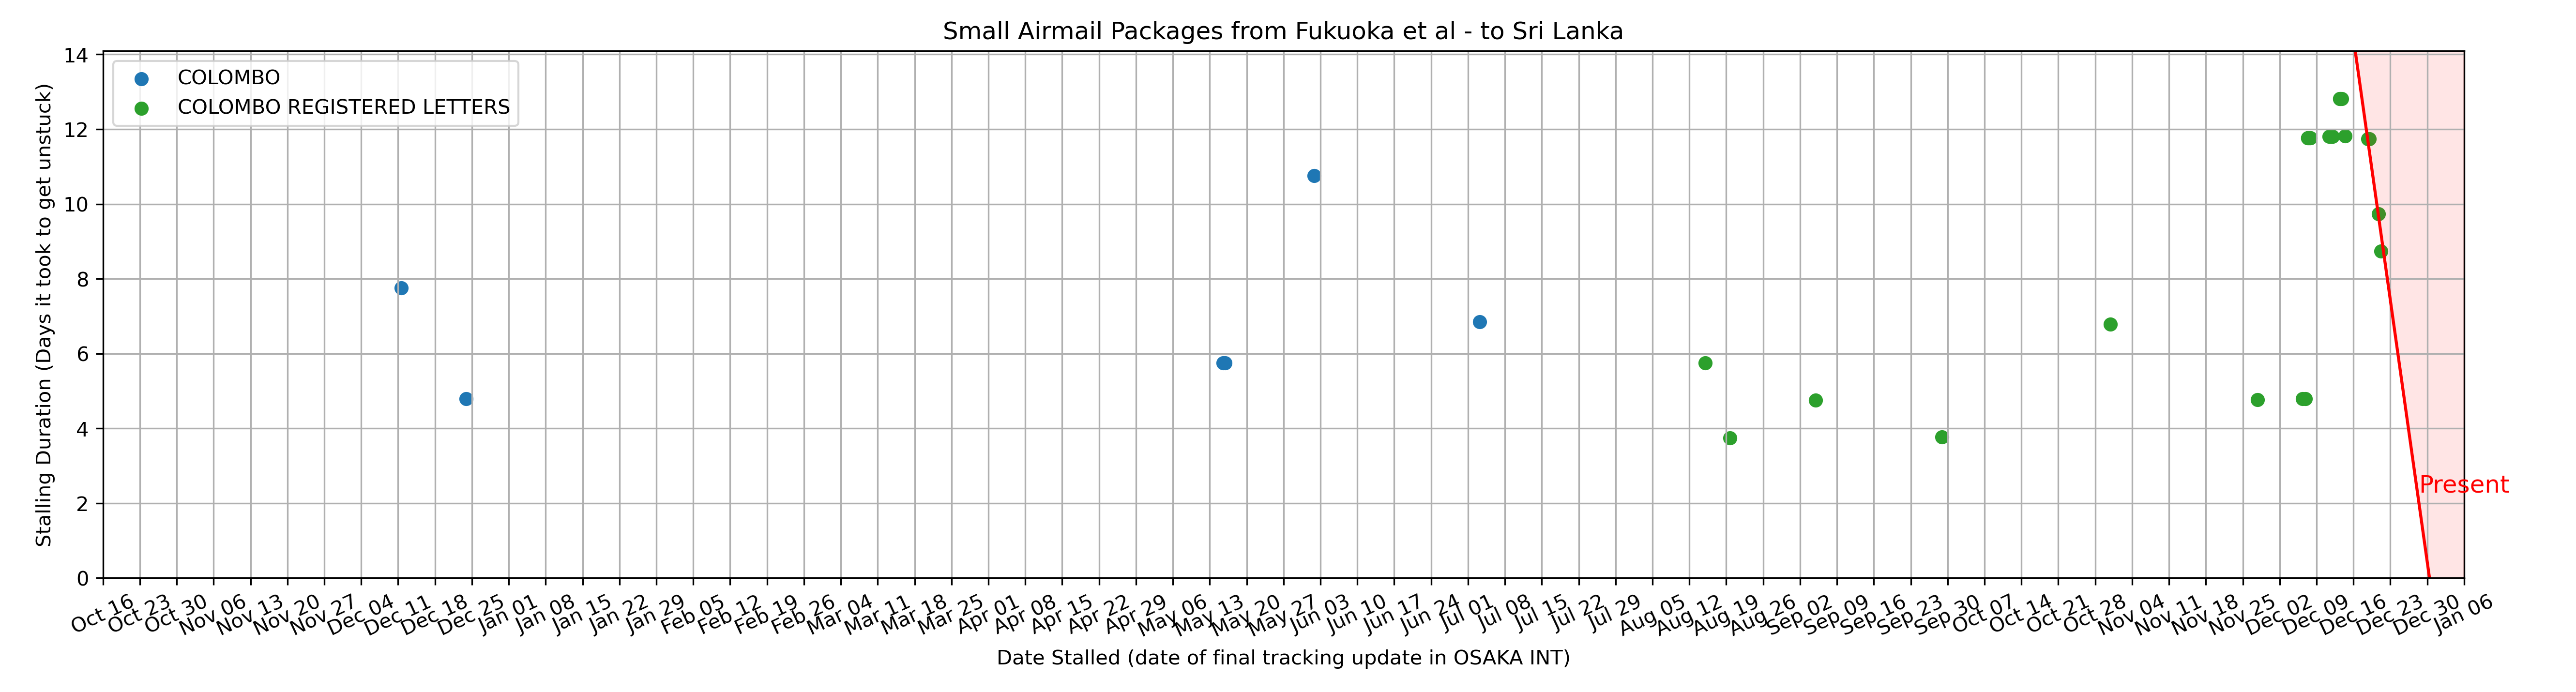 Small Airmail Packages from Fukuoka et al - to Sri Lanka
COLOMBO
COLOMBO REGISTERED LETTERS
Stalling Duration (Days it took to get unstuck)
14
12
10
8
6
4
2
0
Present
Oct 16
Oct 23
Oct 30
Nov 06
Nov 13
Nov 20
Nov 27
Dec 04
Dec 11
Dec 18
Dec 25
Jan 01
Jan 08
Jan 15
Jan 22
Jan 29
Feb 05
Feb 12
Feb 19
Feb 26
Mar 04
Mar 11
Mar 18
Mar 25
Apr 01
Apr 08
Apr 15
Apr 22
Apr 29
May 06
May 13
May 20
May 27
Jun 03
Jun 10
Jun 17
Jun 24
Jul 01
Jul 08
Jul 15
Jul 22
Jul 29
Aug 05
Aug 12
Aug 19
Aug 26
Sep 02
Sep 09
Sep 16
Sep 23
Sep 30
Oct 07
Oct 14
Oct 21
Oct 28
Nov 04
Nov 11
Nov 18
Nov 25
Dec 02
Dec 09
Dec 16
Dec 23
Dec 30
Jan 06
Date Stalled (date of final tracking update in OSAKA INT)